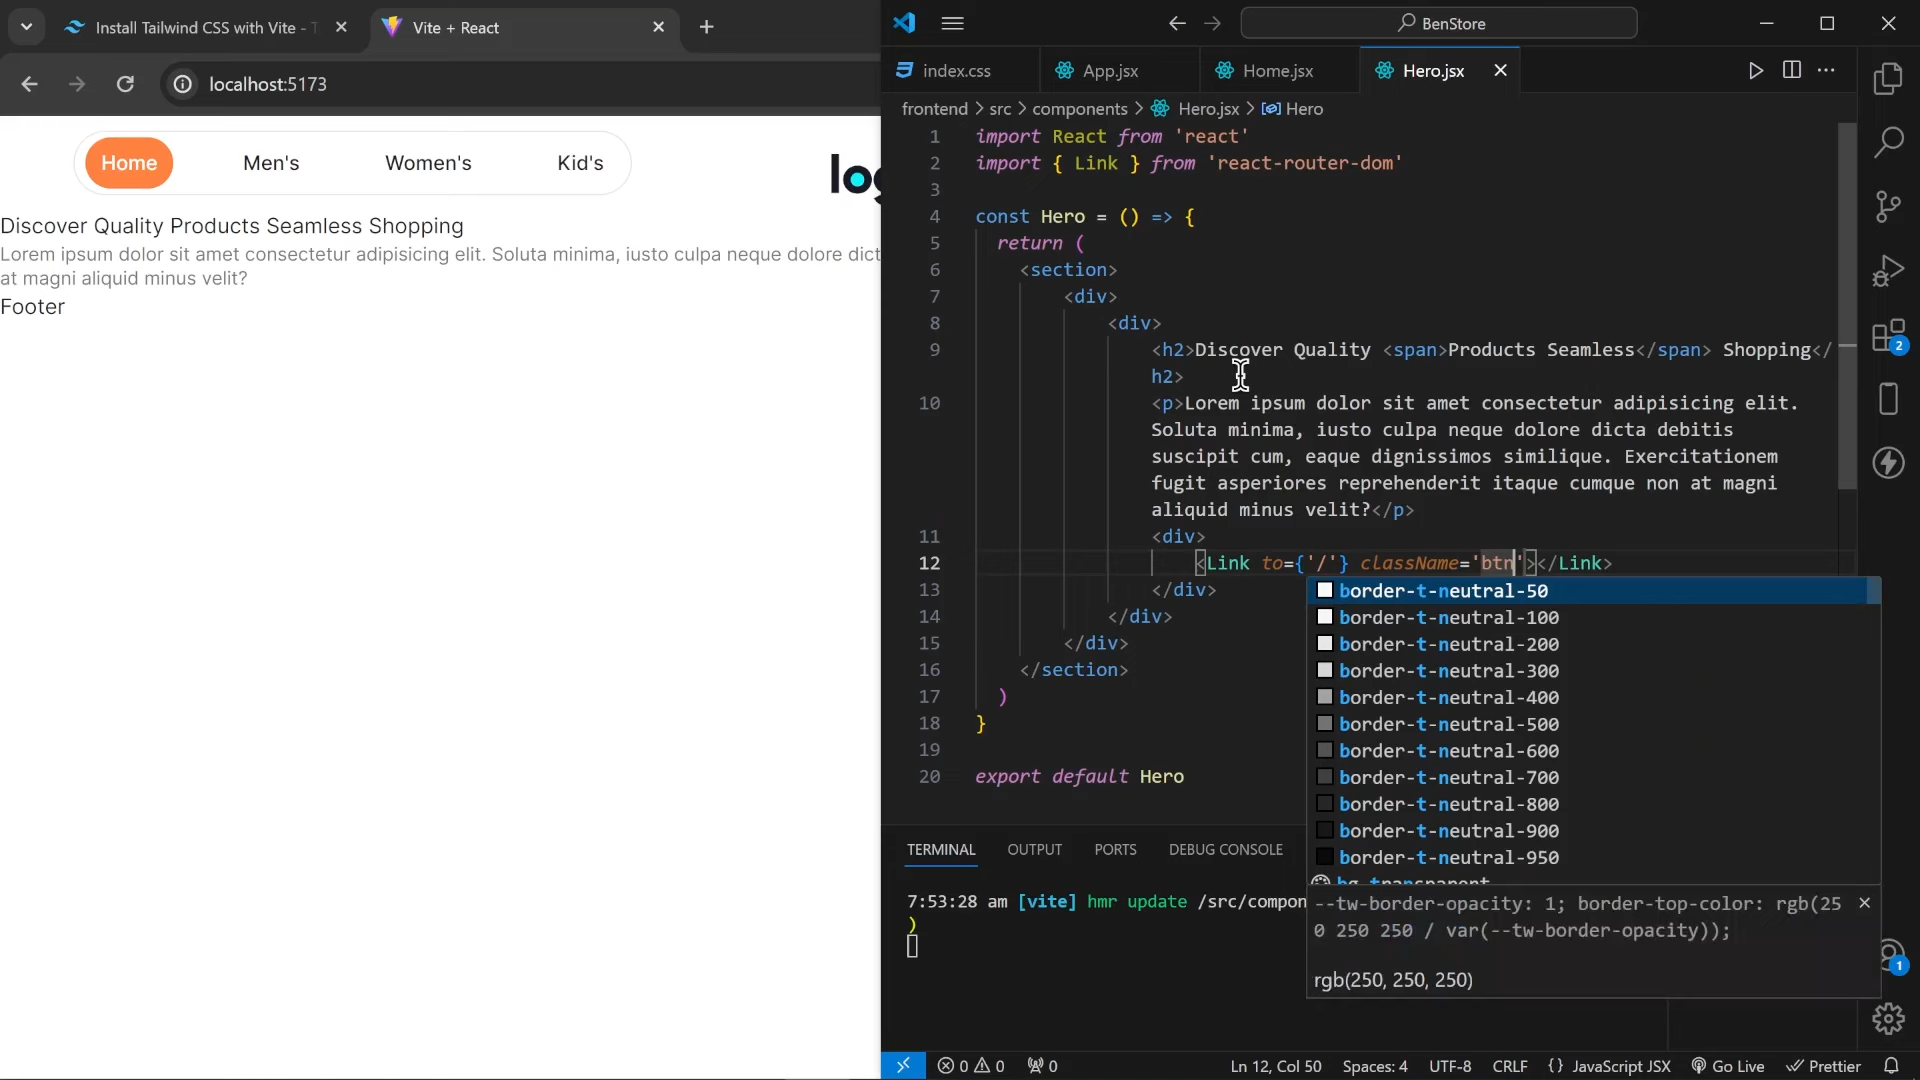 Install Tailwind CSS with Vite -
Vite + React
localhost:5173
Home
Men's
Women's
Kid's
Discover Quality Products Seamless Shopping
Lorem ipsum dolor sit amet consectetur adipisicing elit. Soluta minima, iusto culpa neque dolore dict
at magni aliquid minus velit?
Footer
BenStore
index.css
App.jsx
Home.jsx
Hero.jsx
frontend > src > components > Hero.jsx > Hero
1 import React from 'react'
2 import { Link } from 'react-router-dom'
3
4 const Hero = () => {
5 return (
6 <section>
7 <div>
8 <div>
9 <h2>Discover Quality <span>Products Seamless</span> Shopping</
h2>
10 <p>Lorem ipsum dolor sit amet consectetur adipisicing elit.
Soluta minima, iusto culpa neque dolore dicta debitis
suscipit cum, eaque dignissimos similique. Exercitationem
fugit asperiores reprehenderit itaque cumque non at magni
aliquid minus velit?</p>
11 <div>
12 <Link to={'/'} className='btn'></Link>
13 </div>
14 </div>
15 </div>
16 </section>
17 )
18 }
19
20 export default Hero
border-t-neutral-50
border-t-neutral-100
border-t-neutral-200
border-t-neutral-300
border-t-neutral-400
border-t-neutral-500
border-t-neutral-600
border-t-neutral-700
border-t-neutral-800
border-t-neutral-900
border-t-neutral-950
bg-transparent
--tw-border-opacity: 1; border-top-color: rgb(25
0 250 250 / var(--tw-border-opacity));
rgb(250, 250, 250)
TERMINAL
OUTPUT
PORTS
DEBUG CONSOLE
7:53:28 am [vite] hmr update /src/compon
)
2
1
0 0
0
Ln 12, Col 50
Spaces: 4
UTF-8
CRLF
{} JavaScript JSX
Go Live
Prettier